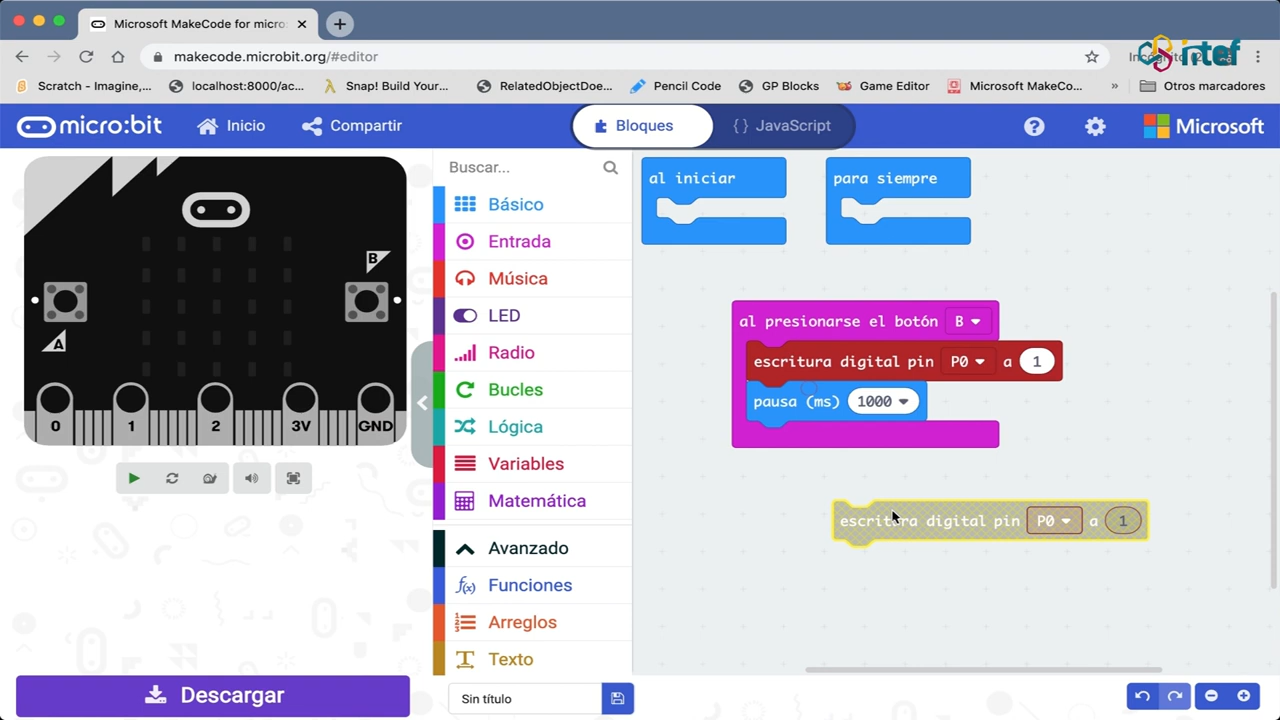 Microsoft MakeCode for micro:
makecode.microbit.org/#editor
intef
Scratch - Imagine,...
localhost:8000/ac...
Snap! Build Your...
RelatedObjectDoe...
Pencil Code
GP Blocks
Game Editor
Microsoft MakeCo...
»
Otros marcadores
micro:bit
Inicio
Compartir
Bloques
{} JavaScript
?
Microsoft
A
B
0
1
2
3V
GND
Descargar
Buscar...
Básico
Entrada
Música
LED
Radio
Bucles
Lógica
Variables
Matemática
Avanzado
f(x) Funciones
Arreglos
Texto
Sin título
al iniciar
para siempre
al presionarse el botón B
escritura digital pin P0 a 1
pausa (ms) 1000
escritura digital pin P0 a 1